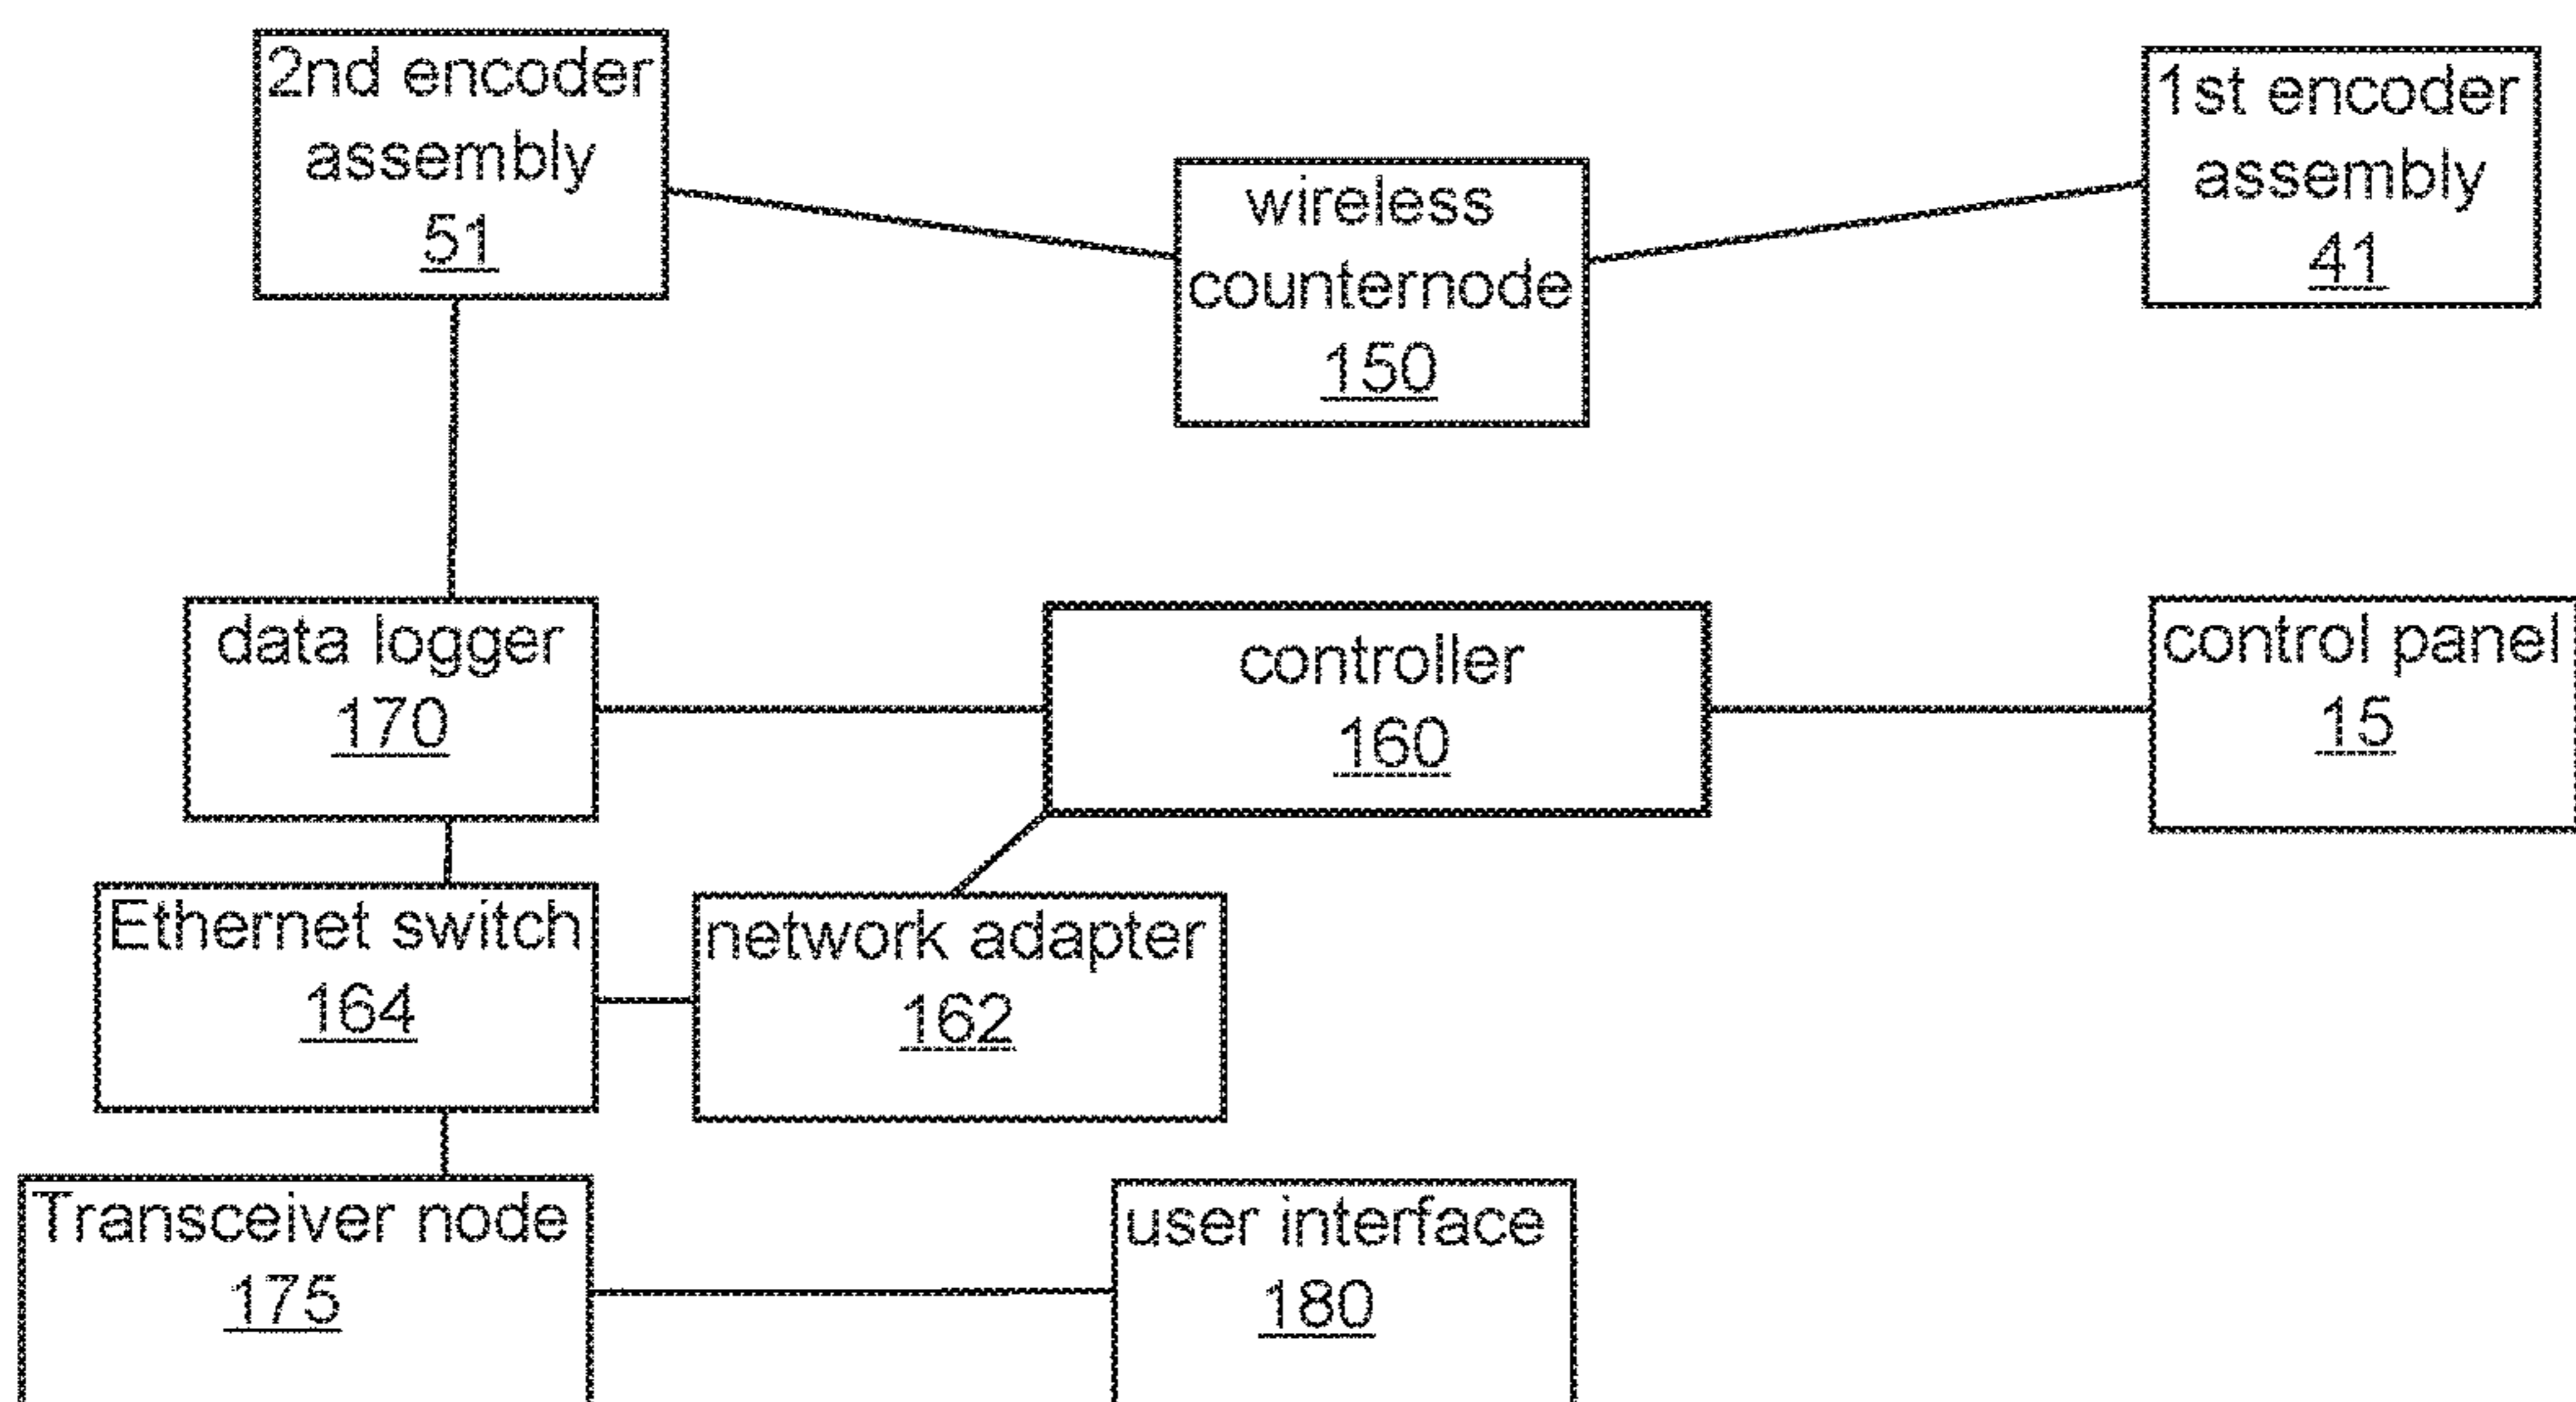 2nd encoder
assembly
51
wireless
counternode
150
1st encoder
assembly
41
data logger
170
controller
160
control panel
15
Ethernet switch
164
network adapter
162
Transceiver node
175
user interface
180